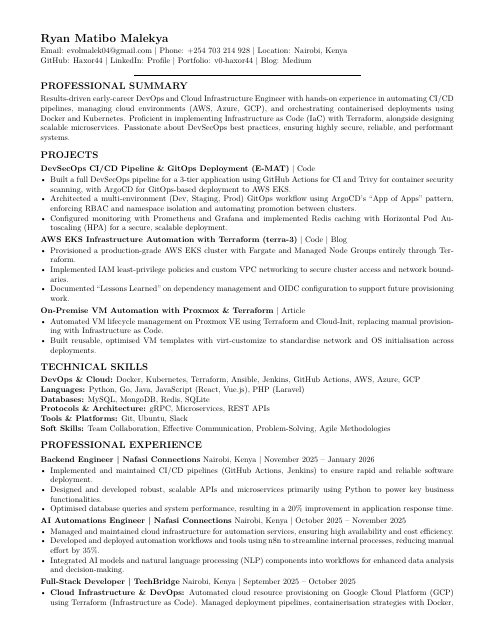 Ryan Matibo Malekya
Email: evolmalek04@gmail.com | Phone: +254 703 214 928 | Location: Nairobi, Kenya
GitHub: Haxor44 | LinkedIn: Profile | Portfolio: v0-haxor44 | Blog: Medium
PROFESSIONAL SUMMARY
Results-driven early-career DevOps and Cloud Infrastructure Engineer with hands-on experience in automating CI/CD
pipelines, managing cloud environments (AWS, Azure, GCP), and orchestrating containerised deployments using
Docker and Kubernetes. Proficient in implementing Infrastructure as Code (IaC) with Terraform, alongside designing
scalable microservices. Passionate about DevSecOps best practices, ensuring highly secure, reliable, and performant
systems.
PROJECTS
DevSecOps CI/CD Pipeline & GitOps Deployment (E-MAT) | Code
• Built a full DevSecOps pipeline for a 3-tier application using GitHub Actions for CI and Trivy for container security
scanning, with ArgoCD for GitOps-based deployment to AWS EKS.
• Architected a multi-environment (Dev, Staging, Prod) GitOps workflow using ArgoCD's "App of Apps" pattern,
enforcing RBAC and namespace isolation and automating promotion between clusters.
• Configured monitoring with Prometheus and Grafana and implemented Redis caching with Horizontal Pod Au-
toscaling (HPA) for a secure, scalable deployment.
AWS EKS Infrastructure Automation with Terraform (terra-3) | Code | Blog
• Provisioned a production-grade AWS EKS cluster with Fargate and Managed Node Groups entirely through Ter-
raform.
• Implemented IAM least-privilege policies and custom VPC networking to secure cluster access and network bound-
aries.
• Documented "Lessons Learned" on dependency management and OIDC configuration to support future production
work.
On-Premise VM Automation with Proxmox & Terraform | Article
• Automated VM lifecycle management on Proxmox VE using Terraform and Cloud-Init, replacing manual provision-
ing with Infrastructure as Code.
• Built reusable, optimised VM templates with virt-customize to standardise network and OS initialisation across
deployments.
TECHNICAL SKILLS
DevOps & Cloud: Docker, Kubernetes, Terraform, Ansible, Jenkins, GitHub Actions, AWS, Azure, GCP
Languages: Python, Go, Java, JavaScript (React, Vue.js), PHP (Laravel)
Databases: MySQL, MongoDB, Redis, SQLite
Protocols & Architecture: gRPC, Microservices, REST APIs
Tools & Platforms: Git, Ubuntu, Slack
Soft Skills: Team Collaboration, Effective Communication, Problem-Solving, Agile Methodologies
PROFESSIONAL EXPERIENCE
Backend Engineer | Nafasi Connections Nairobi, Kenya | November 2025 – January 2026
• Implemented and maintained CI/CD pipelines (GitHub Actions, Jenkins) to ensure rapid and reliable software
deployment.
• Designed and developed robust, scalable APIs and microservices primarily using Python to power key business
functionalities.
• Optimised database queries and system performance, resulting in a 20% improvement in application response time.
AI Automations Engineer | Nafasi Connections Nairobi, Kenya | October 2025 – November 2025
• Managed and maintained cloud infrastructure for automation services, ensuring high availability and cost efficiency.
• Developed and deployed automation workflows and tools using n8n to streamline internal processes, reducing manual
effort by 35%.
• Integrated AI models and natural language processing (NLP) components into workflows for enhanced data analysis
and decision-making.
Full-Stack Developer | TechBridge Nairobi, Kenya | September 2025 – October 2025
• Cloud Infrastructure & DevOps: Automated cloud resource provisioning on Google Cloud Platform (GCP)
using Terraform (Infrastructure as Code). Managed deployment pipelines, containerisation strategies with Docker,